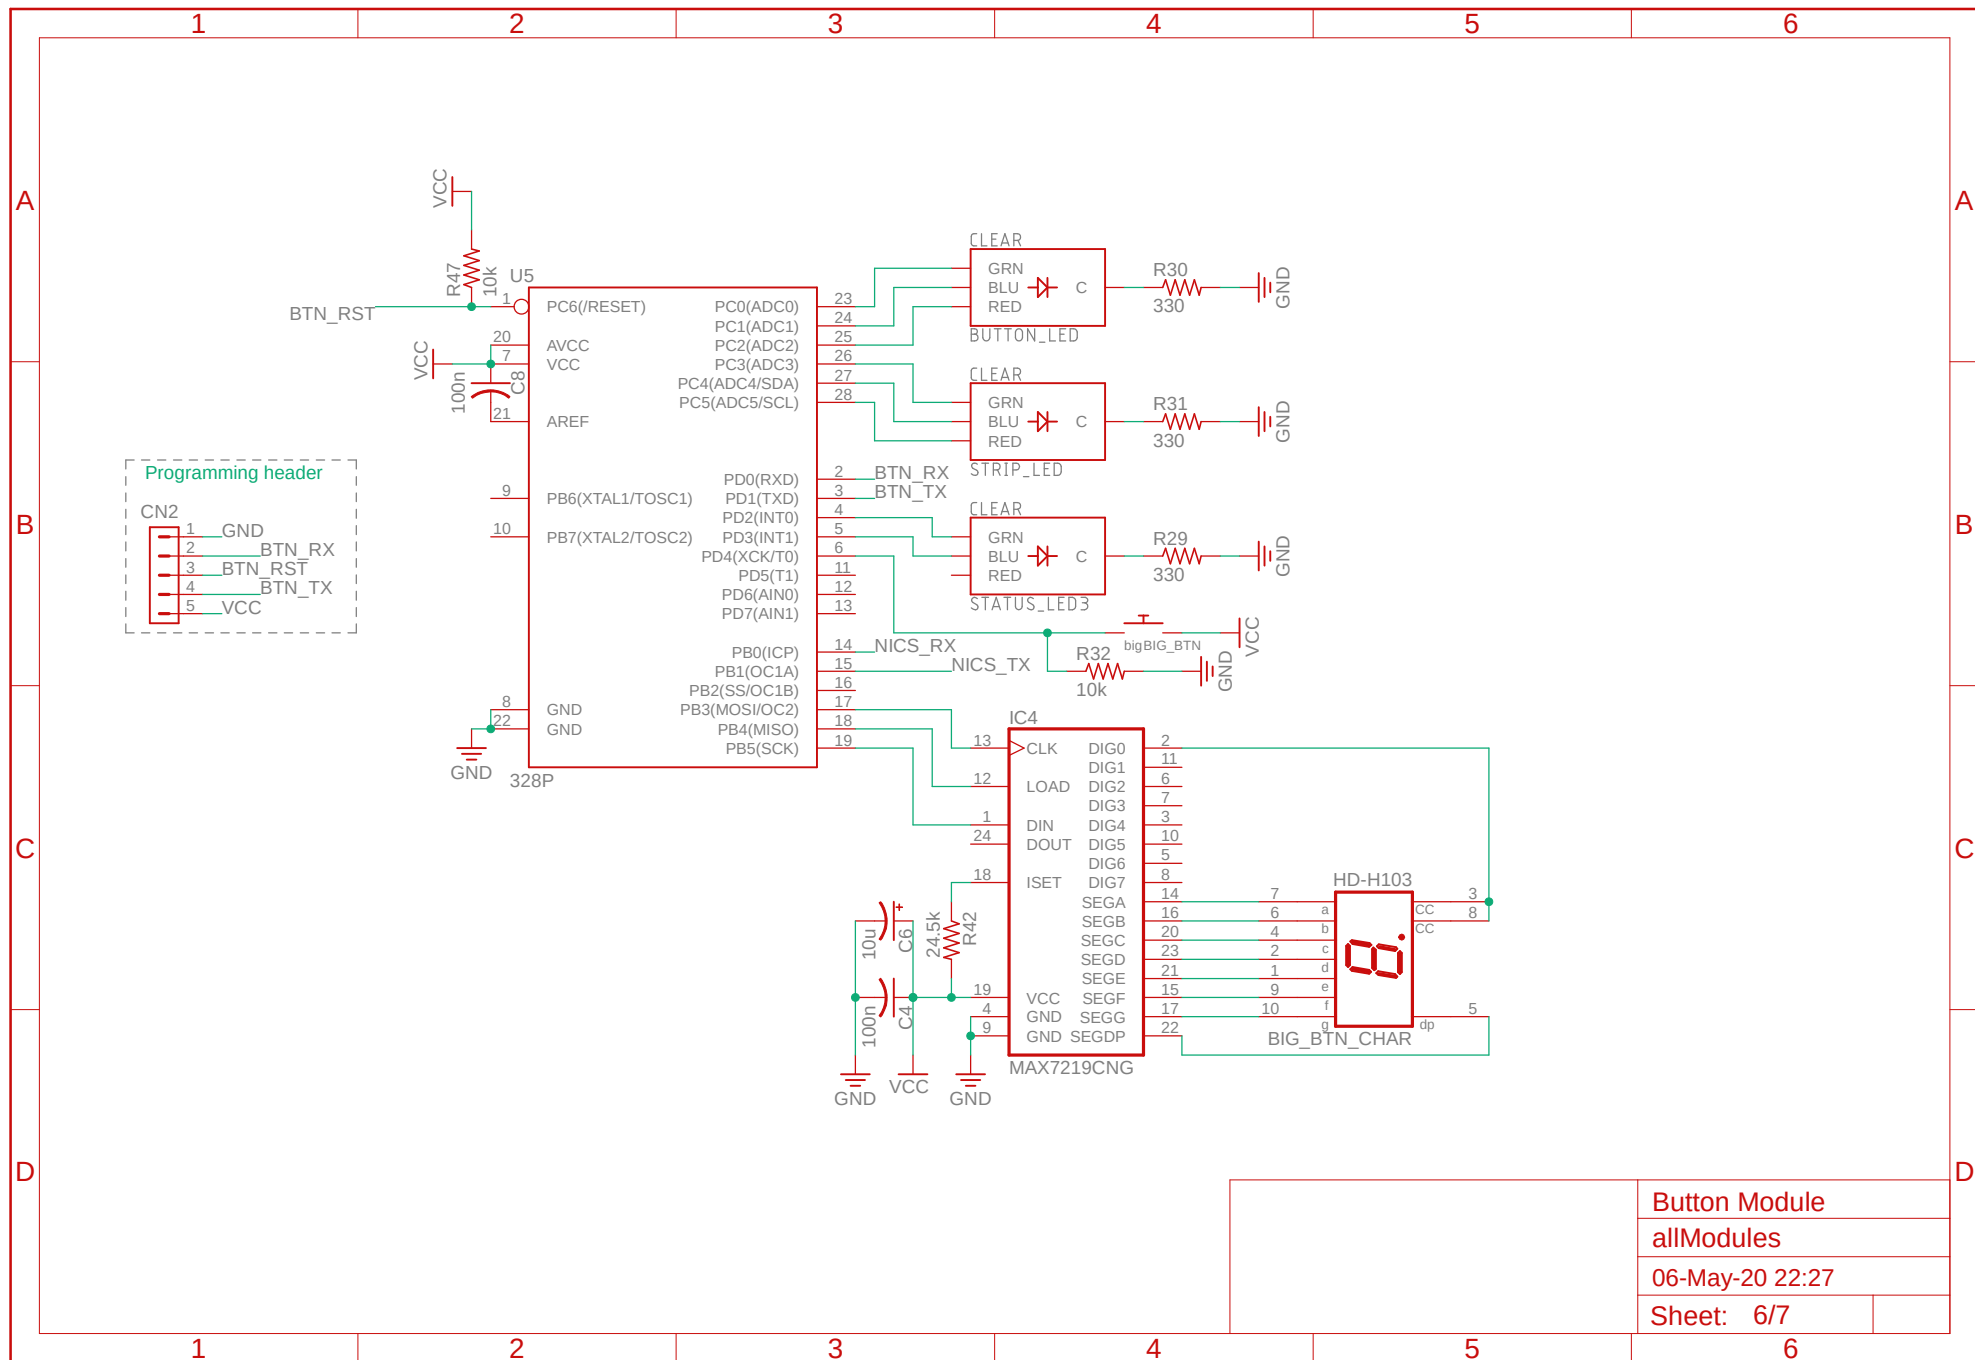 1 2 3 4 5 6
A A
B B
C C
D D
1 2 3 4 5 6
VCC
R47
10k
BTN_RST
VCC
100n
C8
U5
1 PC6(/RESET)
20 AVCC
7 VCC
21 AREF
9 PB6(XTAL1/TOSC1)
10 PB7(XTAL2/TOSC2)
8 GND
22 GND
GND
328P
PC0(ADC0) 23
PC1(ADC1) 24
PC2(ADC2) 25
PC3(ADC3) 26
PC4(ADC4/SDA) 27
PC5(ADC5/SCL) 28
PD0(RXD) 2 BTN_RX
PD1(TXD) 3 BTN_TX
PD2(INT0) 4
PD3(INT1) 5
PD4(XCK/T0) 6
PD5(T1) 11
PD6(AIN0) 12
PD7(AIN1) 13
PB0(ICP) 14 NICS_RX
PB1(OC1A) 15 NICS_TX
PB2(SS/OC1B) 16
PB3(MOSI/OC2) 17
PB4(MISO) 18
PB5(SCK) 19
Programming header
CN2
1 GND
2 BTN_RX
3 BTN_RST
4 BTN_TX
5 VCC
CLEAR
GRN
BLU C
RED
BUTTON_LED
R30
330
GND
CLEAR
GRN
BLU C
RED
STRIP_LED
R31
330
GND
CLEAR
GRN
BLU C
RED
STATUS_LED3
R29
330
GND
bigBIG_BTN
VCC
R32
10k
GND
IC4
13 CLK
12 LOAD
1 DIN
24 DOUT
18 ISET
19 VCC
4 GND
9 GND
DIG0 2
DIG1 11
DIG2 6
DIG3 7
DIG4 3
DIG5 10
DIG6 5
DIG7 8
SEGA 14
SEGB 16
SEGC 20
SEGD 23
SEGE 21
SEGF 15
SEGG 17
SEGDP 22
MAX7219CNG
10u
C6
+
100n
C4
24.5k
R42
GND
VCC
GND
HD-H103
7 a
6 b
4 c
2 d
1 e
9 f
10 g
3 CC
8 CC
5 dp
BIG_BTN_CHAR
Button Module
allModules
06-May-20 22:27
Sheet: 6/7